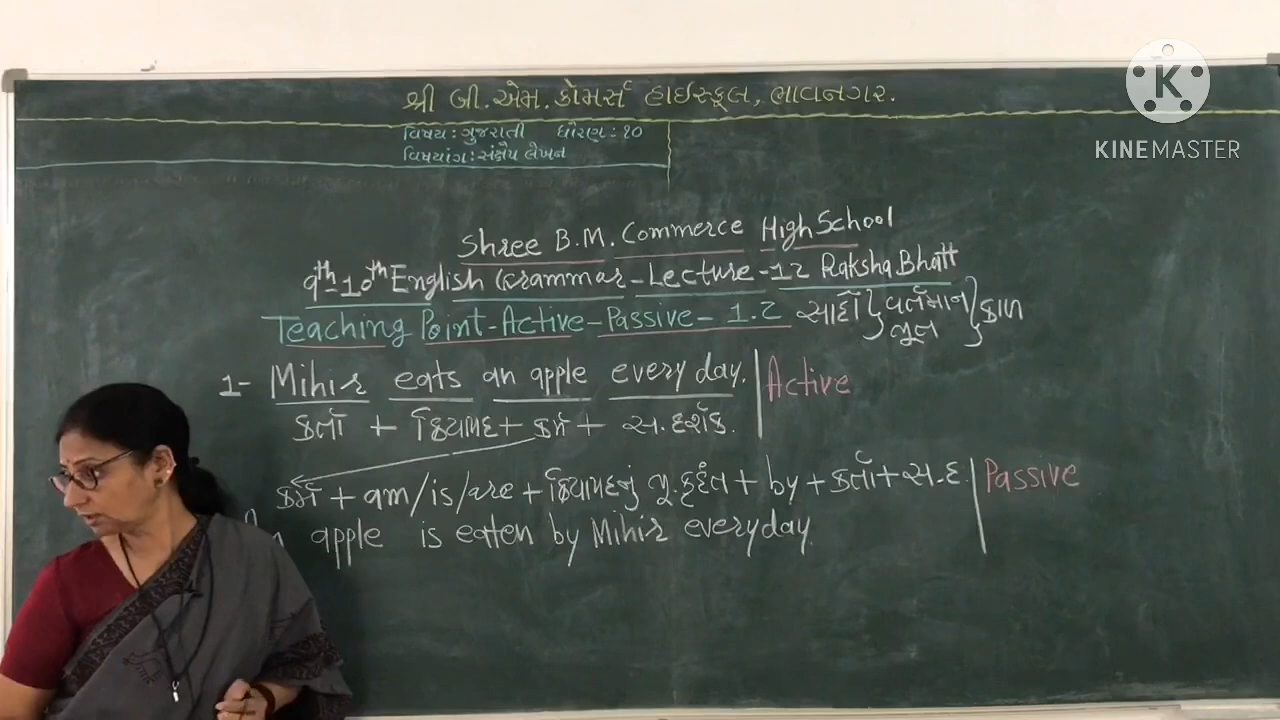 શ્રી બી.એમ.કોમર્સ હાઈસ્કૂલ, ભાવનગર.
વિષય: ગુજરાતી ધોરણ: ૧૦
વિષયાંગ: સંક્ષેપ લેખન
K
KINEMASTER
Shree B.M. Commerce High School
9th-10th English Grammar-Lecture-12 Raksha Bhatt
Teaching Point-Active-Passive-1.2 સાદો } વર્તમાન } કાળ
ભૂત
1- Mihir eats an apple every day. Active
કર્તા + ક્રિયાપદ + કર્મ + સ.દર્શક.
કર્મ + am/is/are + ક્રિયાપદનું ભૂ.કૃદંત + by + કર્તા + સ.દ. Passive
apple is eaten by Mihir everyday.